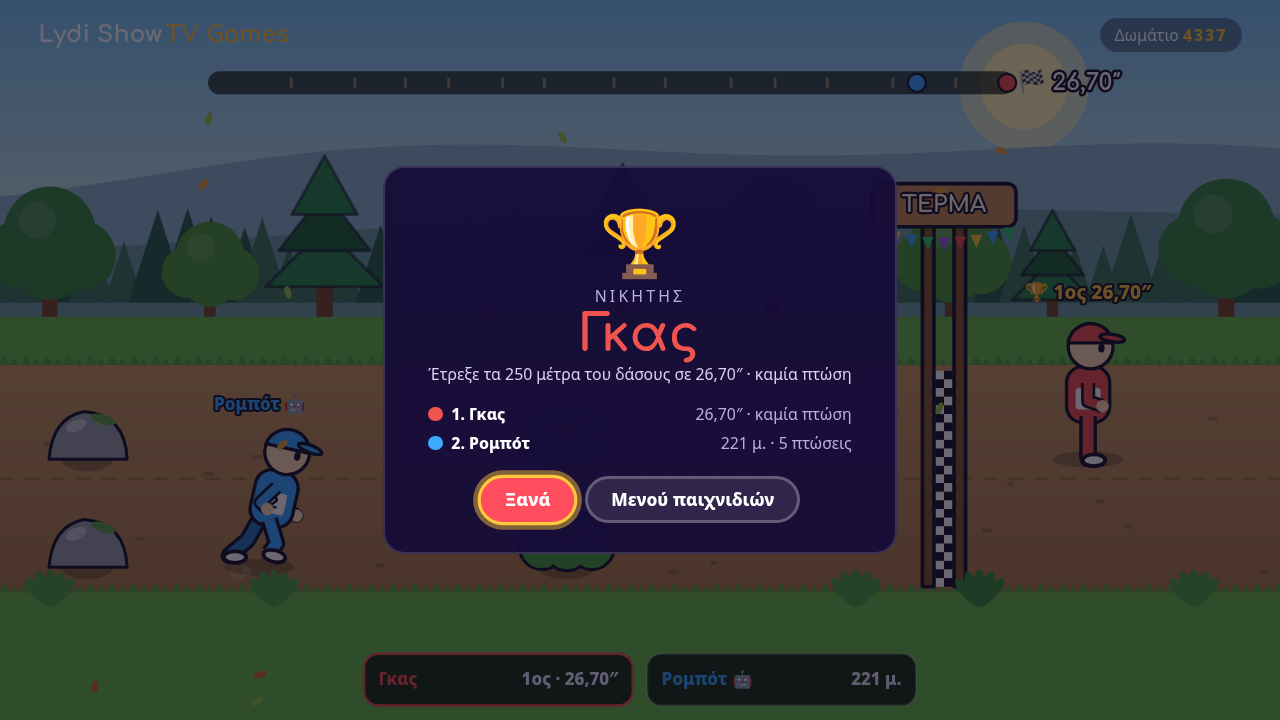 Lydi Show TV Games
Δωμάτιο 4337
26,70″
ΤΕΡΜΑ
1ος 26,70″
Ρομπότ
ΝΙΚΗΤΗΣ
Γκας
Έτρεξε τα 250 μέτρα του δάσους σε 26,70″ · καμία πτώση
1. Γκας 26,70″ · καμία πτώση
2. Ρομπότ 221 μ. · 5 πτώσεις
Ξανά Μενού παιχνιδιών
Γκας 1ος · 26,70″
Ρομπότ 221 μ.